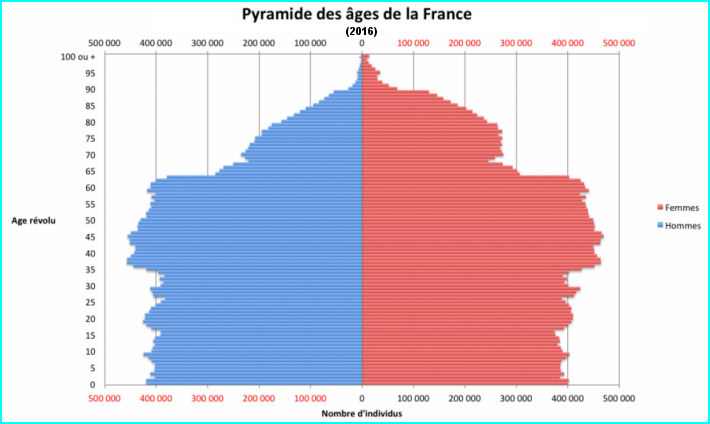 Pyramide des âges de la France
(2016)
500 000 400 000 300 000 200 000 100 000 0 100 000 200 000 300 000 400 000 500 000
100 ou +
95
90
85
80
75
70
65
60
55
Age révolu
50
45
40
35
30
25
20
15
10
5
0
Femmes
Hommes
500 000 400 000 300 000 200 000 100 000 0 100 000 200 000 300 000 400 000 500 000
Nombre d'individus